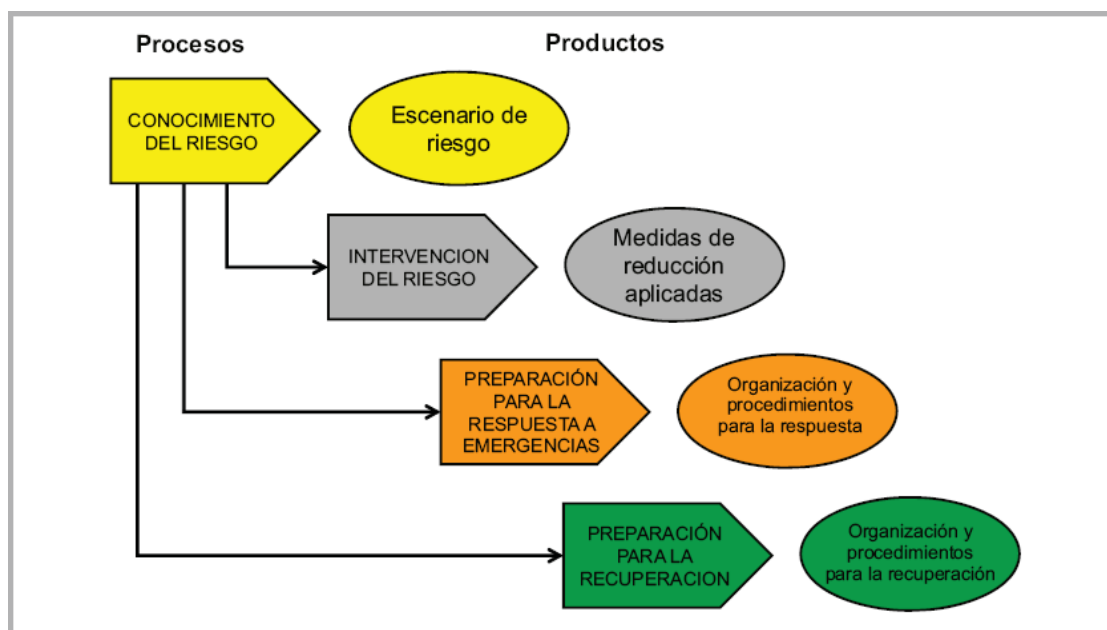 Procesos
Productos
CONOCIMIENTO
DEL RIESGO
Escenario de
riesgo
INTERVENCION
DEL RIESGO
Medidas de
reducción
aplicadas
PREPARACIÓN
PARA LA
RESPUESTA A
EMERGENCIAS
Organización y
procedimientos
para la respuesta
PREPARACIÓN
PARA LA
RECUPERACION
Organización y
procedimientos
para la recuperación